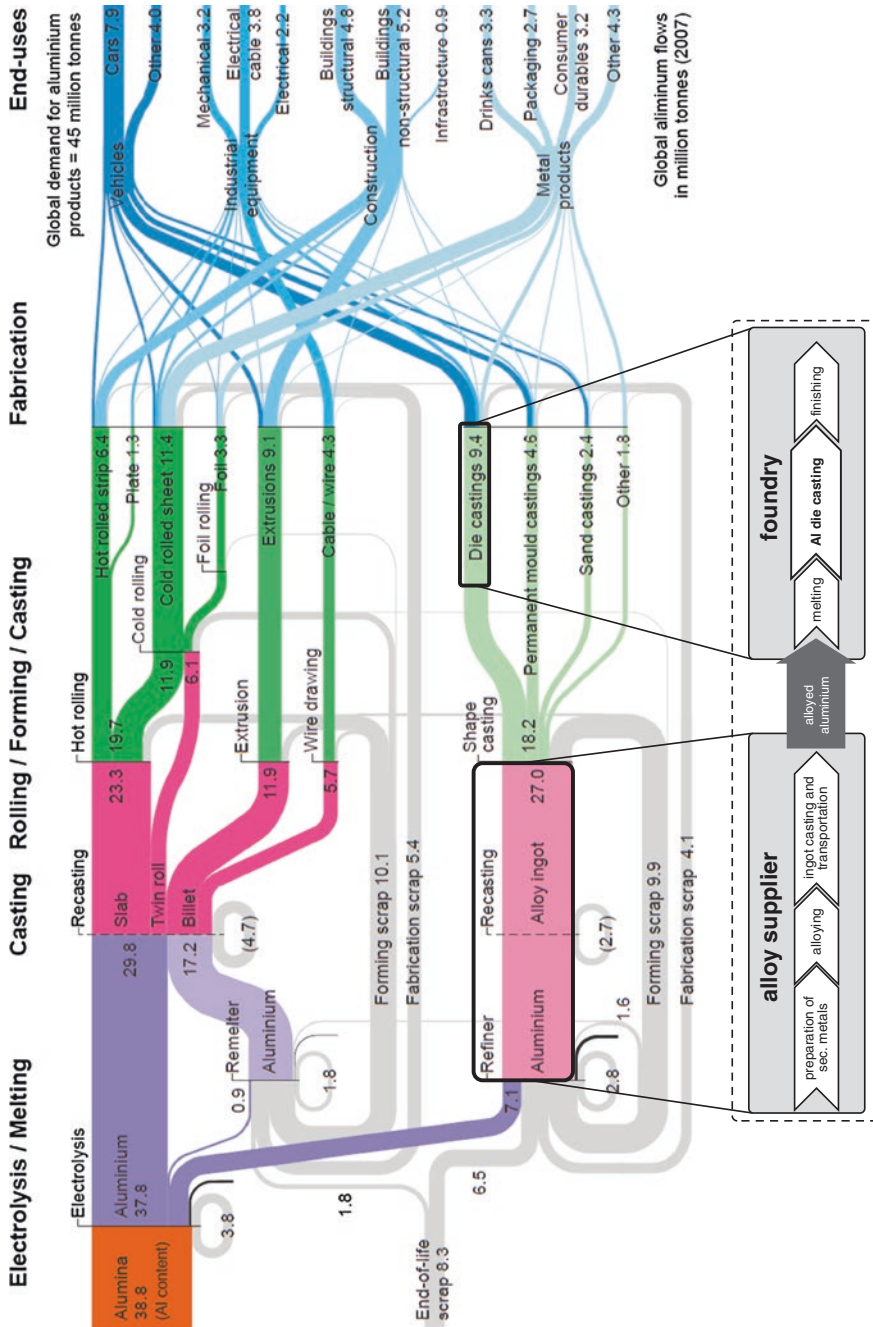 Electrolysis / Melting
Casting
Rolling / Forming / Casting
Fabrication
End-uses
Global demand for aluminium
products = 45 million tonnes
Alumina
38.8
(Al content)
Electrolysis
Aluminium
37.8
3.8
0.9
1.8
End-of-life
scrap 8.3
6.5
7.1
Remelter
Aluminium
1.8
Refiner
Aluminium
2.8
1.6
29.8
17.2
(4.7)
(2.7)
Recasting
Slab
Twin roll
Billet
Forming scrap 10.1
Fabrication scrap 5.4
Recasting
Alloy ingot
Forming scrap 9.9
Fabrication scrap 4.1
23.3
11.9
5.7
27.0
Hot rolling
19.7
11.9
6.1
Cold rolling
Foil rolling
Extrusion
Wire drawing
Shape
casting
18.2
Hot rolled strip 6.4
Plate 1.3
Cold rolled sheet 11.4
Foil 3.3
Extrusions 9.1
Cable / wire 4.3
Die castings 9.4
Permanent mould castings 4.6
Sand castings 2.4
Other 1.8
Vehicles
Industrial
equipment
Construction
Metal
products
Cars 7.9
Other 4.0
Mechanical 3.2
Electrical
cable 3.8
Electrical 2.2
Buildings
structural 4.8
Buildings
non-structural 5.2
Infrastructure 0.9
Drinks cans 3.3
Packaging 2.7
Consumer
durables 3.2
Other 4.3
Global aliminum flows
in million tonnes (2007)
alloy supplier
preparation of
sec. metals
alloying
ingot casting and
transportation
alloyed
aluminium
foundry
melting
Al die casting
finishing